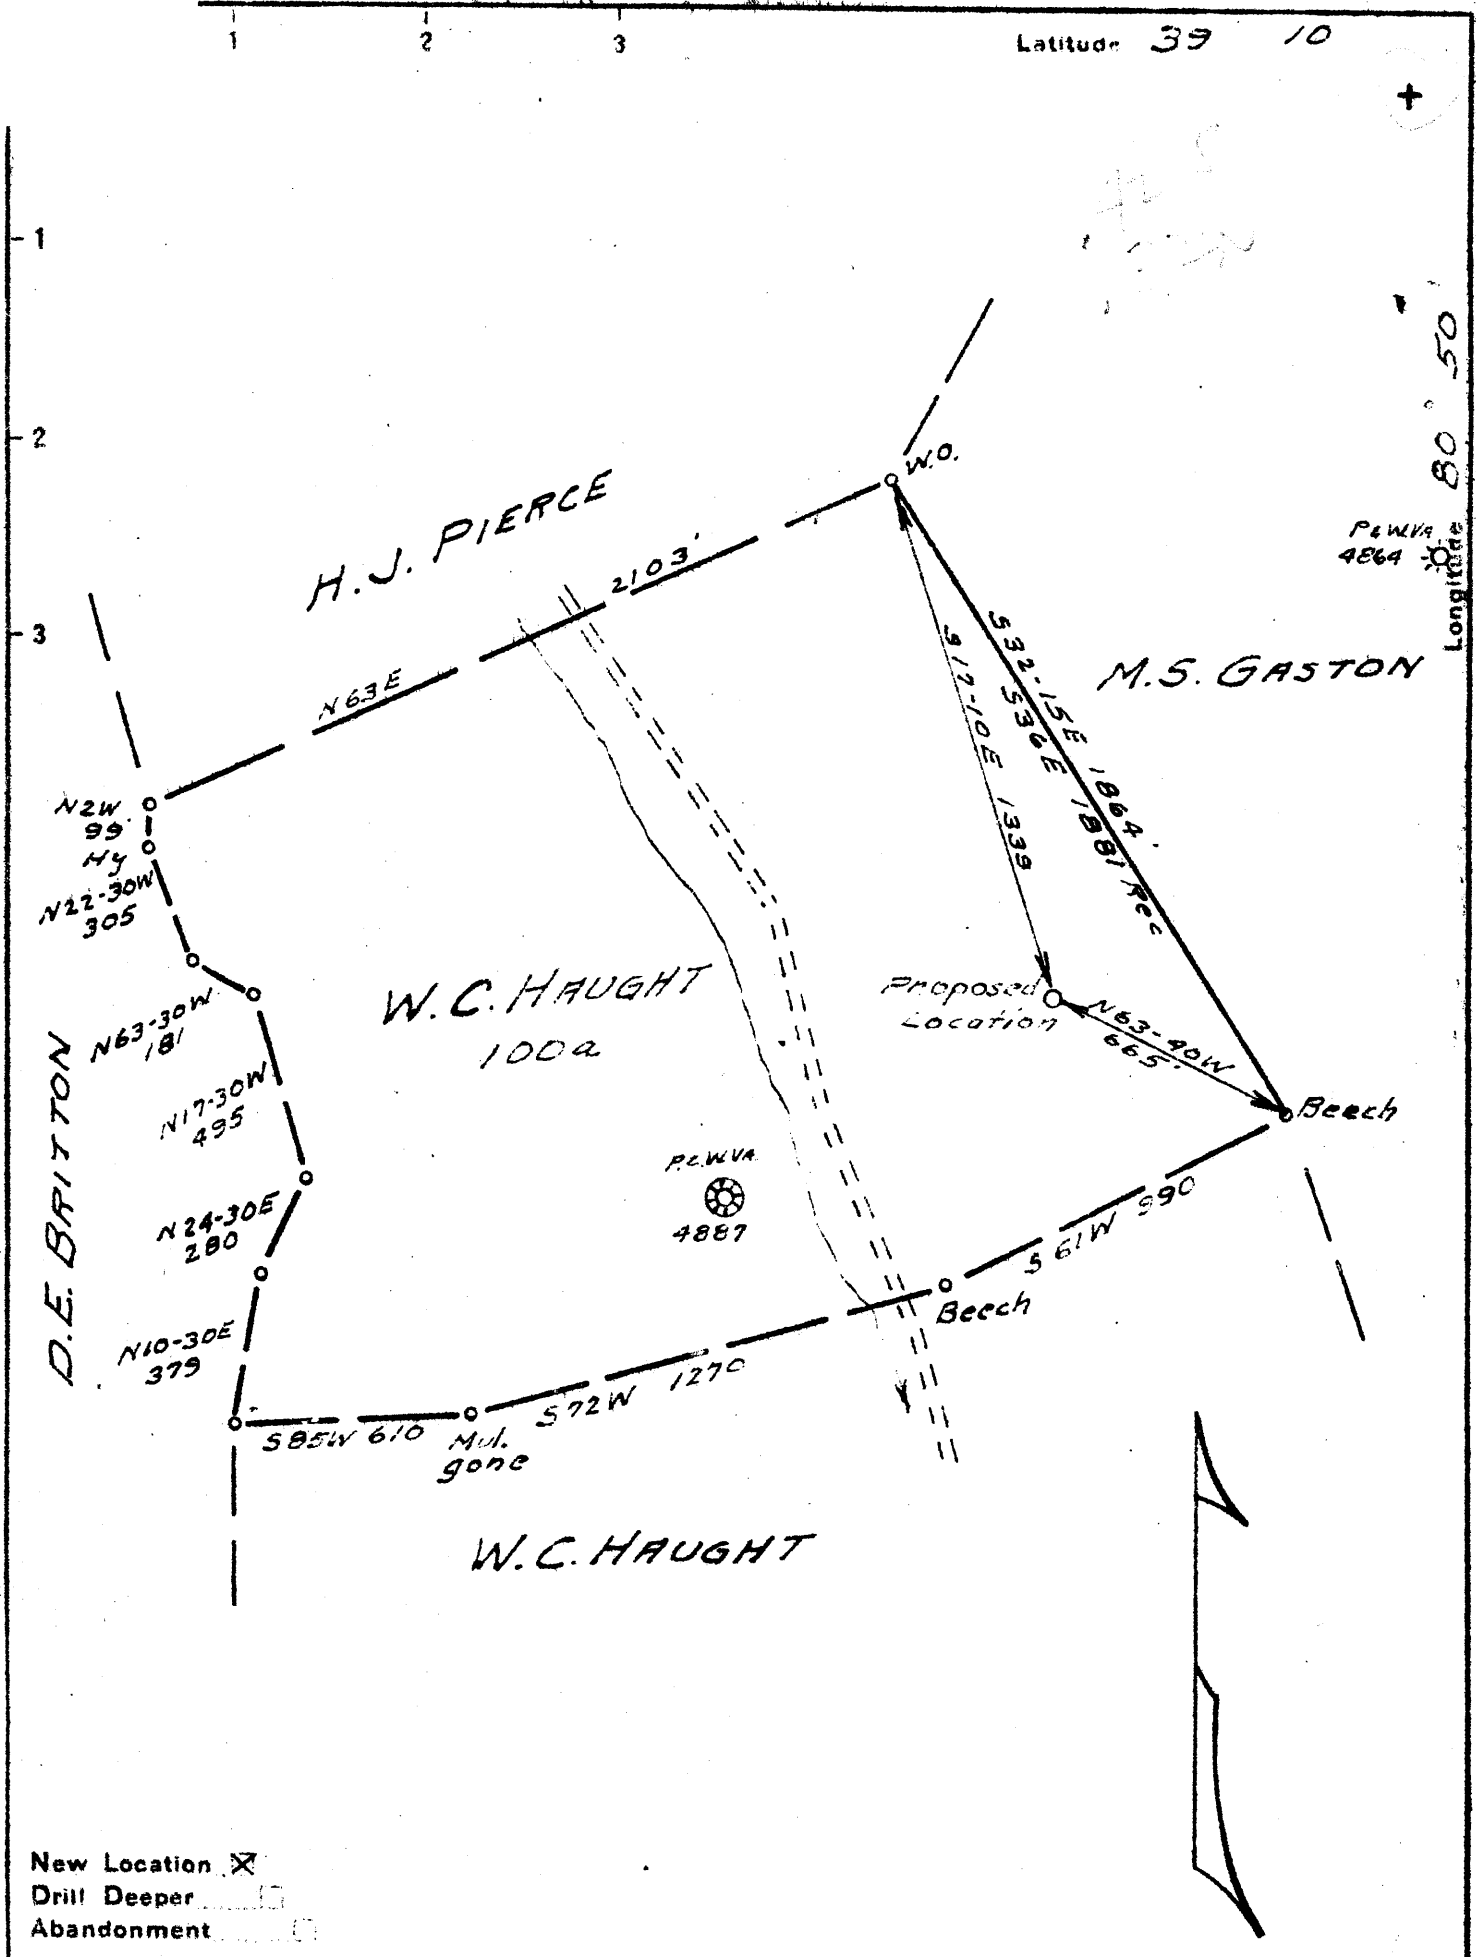 1 2 3
Latitude 39 10
1
2
3
Longitude 80° 50'
W.O.
H.J. PIERCE
2103'
N63E
P&W.VA.
4864
M.S. GASTON
S32-15E 1864'
S36E 1881 Rec
S17-10E 1339
N2W
99
Hy
N22-30W
305
N63-30W
181
N17-30W
495
N24-30E
280
N10-30E
379
D.E. BRITTON
W.C. HAUGHT
100a
Proposed
Location
N63-40W
665'
Beech
P.&W.VA
4887
S61W 990
Beech
S72W 1270
S85W 610
Mul.
gone
W.C. HAUGHT
New Location
Drill Deeper
Abandonment